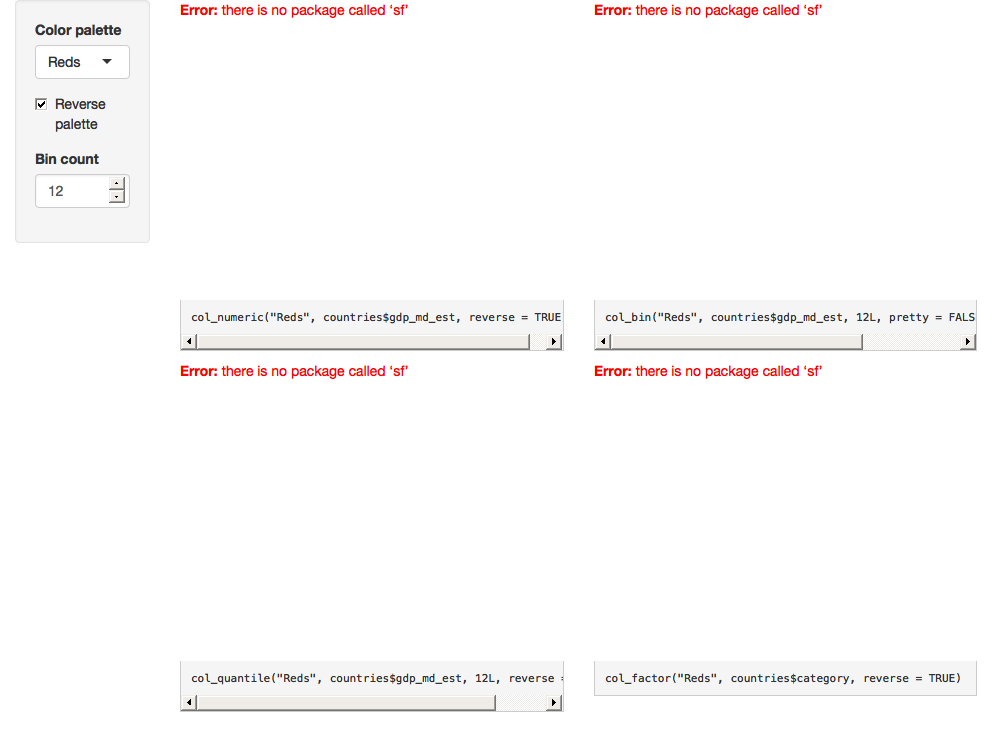 Color palette
Reds
Reverse
palette
Bin count
12
Error: there is no package called ‘sf’
Error: there is no package called ‘sf’
col_numeric("Reds", countries$gdp_md_est, reverse = TRUE
col_bin("Reds", countries$gdp_md_est, 12L, pretty = FALS
Error: there is no package called ‘sf’
Error: there is no package called ‘sf’
col_quantile("Reds", countries$gdp_md_est, 12L, reverse =
col_factor("Reds", countries$category, reverse = TRUE)